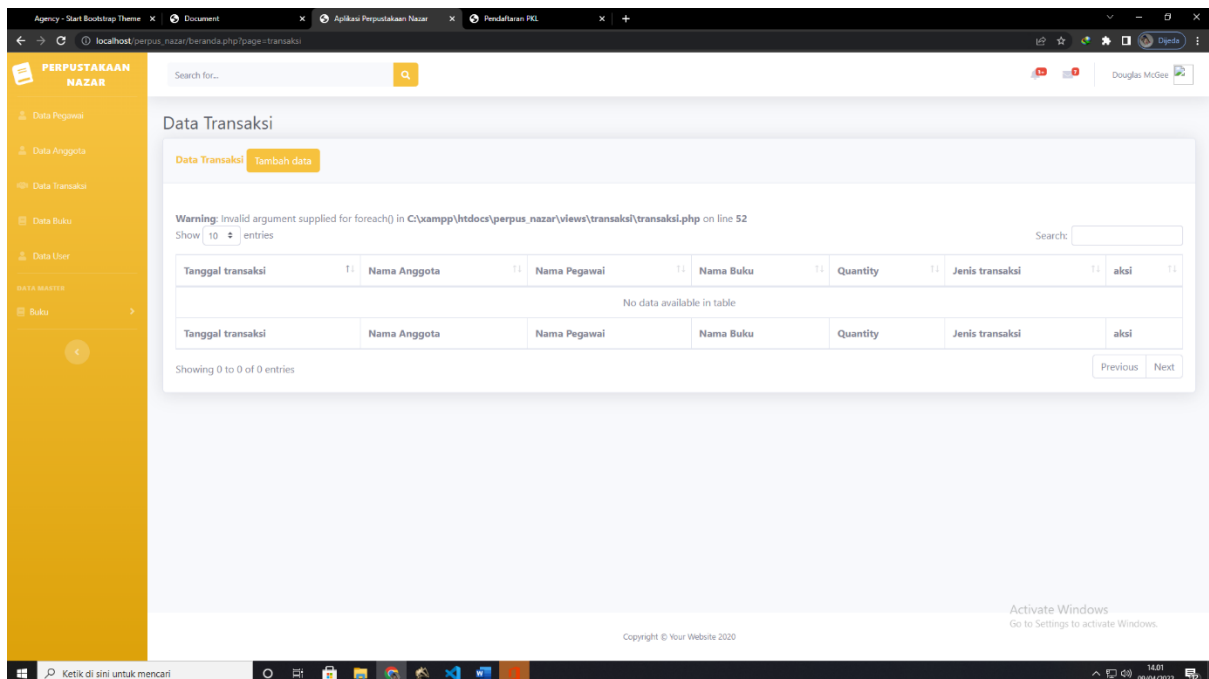 Agency - Start Bootstrap Theme
Document
Aplikasi Perpustakaan Nazar
Pendaftaran PKL
localhost/perpus_nazar/beranda.php?page=transaksi
Dijeda
PERPUSTAKAAN
NAZAR
Search for...
Douglas McGee
Data Pegawai
Data Anggota
Data Transaksi
Data Buku
Data User
DATA MASTER
Buku
Data Transaksi
Data Transaksi Tambah data
Warning: Invalid argument supplied for foreach() in C:\xampp\htdocs\perpus_nazar\views\transaksi\transaksi.php on line 52
Show 10 entries Search:
Tanggal transaksi Nama Anggota Nama Pegawai Nama Buku Quantity Jenis transaksi aksi
No data available in table
Tanggal transaksi Nama Anggota Nama Pegawai Nama Buku Quantity Jenis transaksi aksi
Showing 0 to 0 of 0 entries Previous Next
Activate Windows
Go to Settings to activate Windows.
Copyright © Your Website 2020
Ketik di sini untuk mencari
14.01